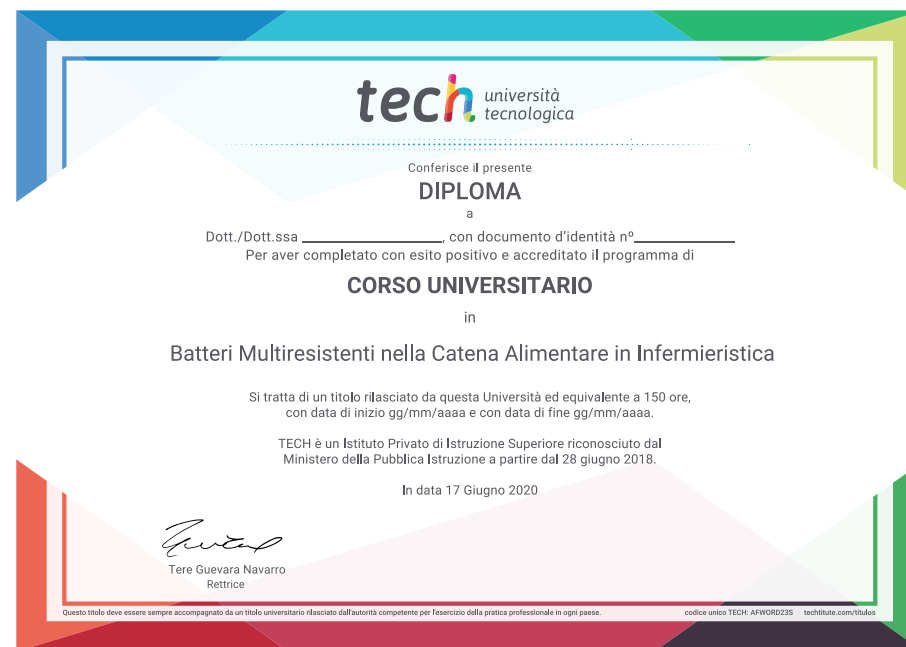 tech università
tecnologica
Conferisce il presente
DIPLOMA
a
Dott./Dott.ssa ____________________, con documento d'identità nº______________
Per aver completato con esito positivo e accreditato il programma di
CORSO UNIVERSITARIO
in
Batteri Multiresistenti nella Catena Alimentare in Infermieristica
Si tratta di un titolo rilasciato da questa Università ed equivalente a 150 ore,
con data di inizio gg/mm/aaaa e con data di fine gg/mm/aaaa.
TECH è un Istituto Privato di Istruzione Superiore riconosciuto dal
Ministero della Pubblica Istruzione a partire dal 28 giugno 2018.
In data 17 Giugno 2020
Tere Guevara Navarro
Rettrice
Questo titolo deve essere sempre accompagnato da un titolo universitario rilasciato dall'autorità competente per l'esercizio della pratica professionale in ogni paese. codice unico TECH: AFWORD23S techtitute.com/titulos